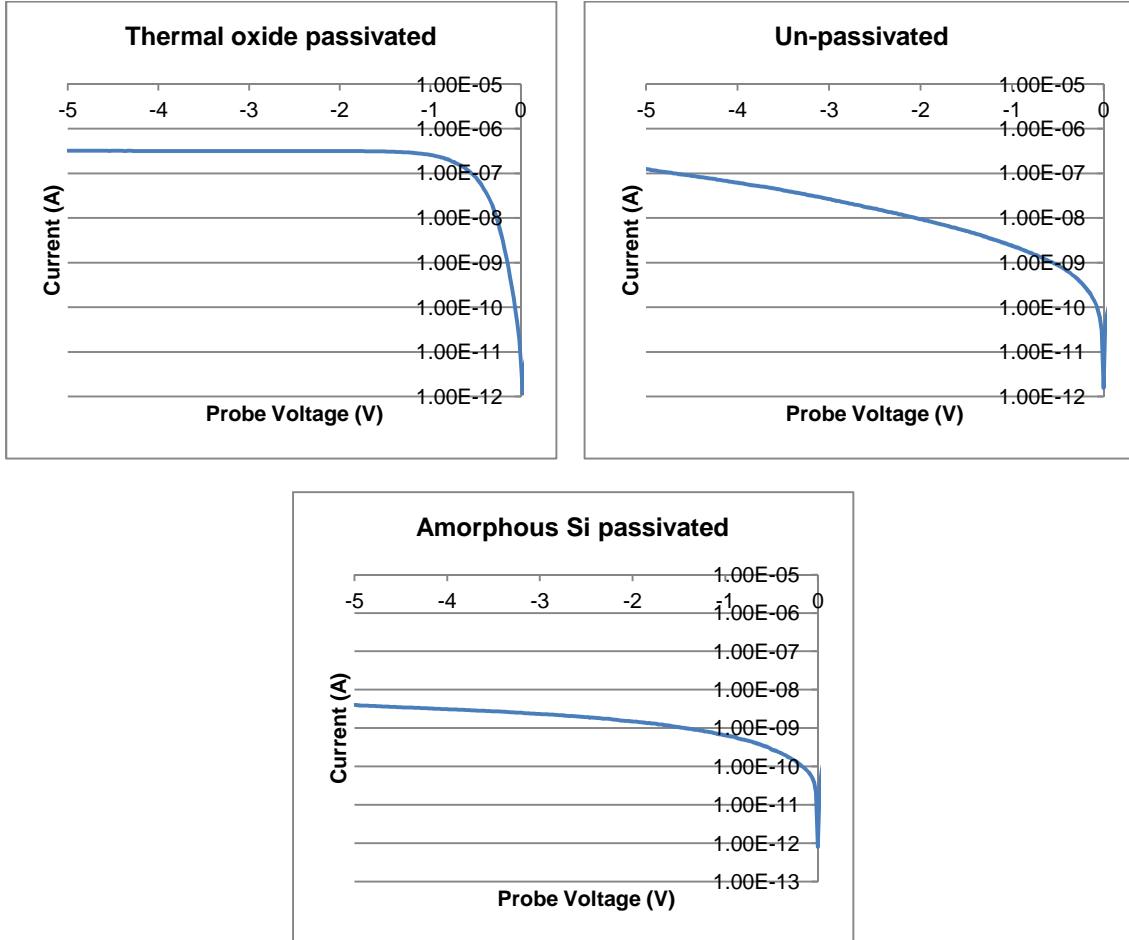 Thermal oxide passivated
1.00E-05
-5 -4 -3 -2 -1 0
1.00E-06
1.00E-07
1.00E-08
1.00E-09
1.00E-10
1.00E-11
1.00E-12
Current (A)
Probe Voltage (V)
Un-passivated
1.00E-05
-5 -4 -3 -2 -1 0
1.00E-06
1.00E-07
1.00E-08
1.00E-09
1.00E-10
1.00E-11
1.00E-12
Current (A)
Probe Voltage (V)
Amorphous Si passivated
1.00E-05
-5 -4 -3 -2 -1 0
1.00E-06
1.00E-07
1.00E-08
1.00E-09
1.00E-10
1.00E-11
1.00E-12
1.00E-13
Current (A)
Probe Voltage (V)